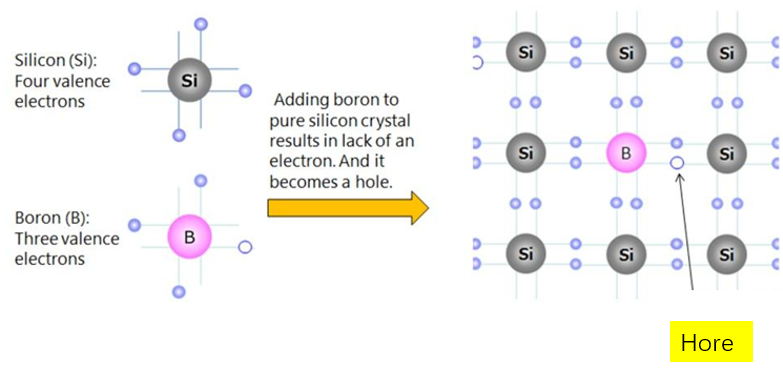 Silicon (Si):
Four valence
electrons
Si
Boron (B):
Three valence
electrons
B
Adding boron to
pure silicon crystal
results in lack of an
electron. And it
becomes a hole.
Si Si Si
Si B Si
Si Si Si
Hore